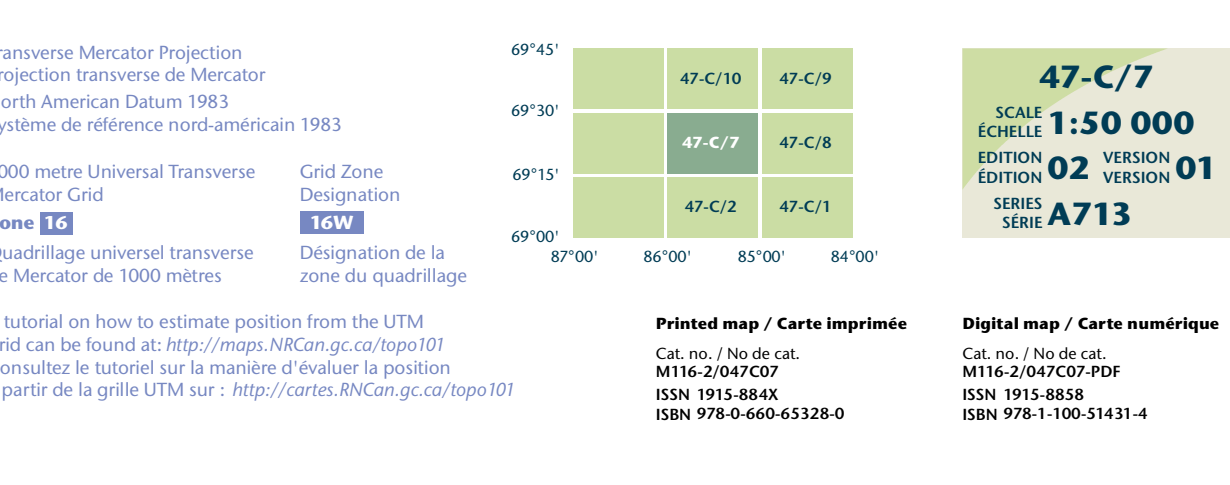 ransverse Mercator Projection
rojection transverse de Mercator
orth American Datum 1983
ystème de référence nord-américain 1983
000 metre Universal Transverse
Mercator Grid
one 16
Quadrillage universel transverse
e Mercator de 1000 mètres
Grid Zone
Designation
16W
Désignation de la
zone du quadrillage
tutorial on how to estimate position from the UTM
rid can be found at: http://maps.NRCan.gc.ca/topo101
onsultez le tutoriel sur la manière d'évaluer la position
partir de la grille UTM sur : http://cartes.RNCan.gc.ca/topo101
69°45'
47-C/10 47-C/9
69°30'
47-C/7 47-C/8
69°15'
47-C/2 47-C/1
69°00'
87°00' 86°00' 85°00' 84°00'
47-C/7
SCALE
ÉCHELLE 1:50 000
EDITION
ÉDITION 02 VERSION
VERSION 01
SERIES
SÉRIE A713
Printed map / Carte imprimée
Cat. no. / No de cat.
M116-2/047C07
ISSN 1915-884X
ISBN 978-0-660-65328-0
Digital map / Carte numérique
Cat. no. / No de cat.
M116-2/047C07-PDF
ISSN 1915-8858
ISBN 978-1-100-51431-4